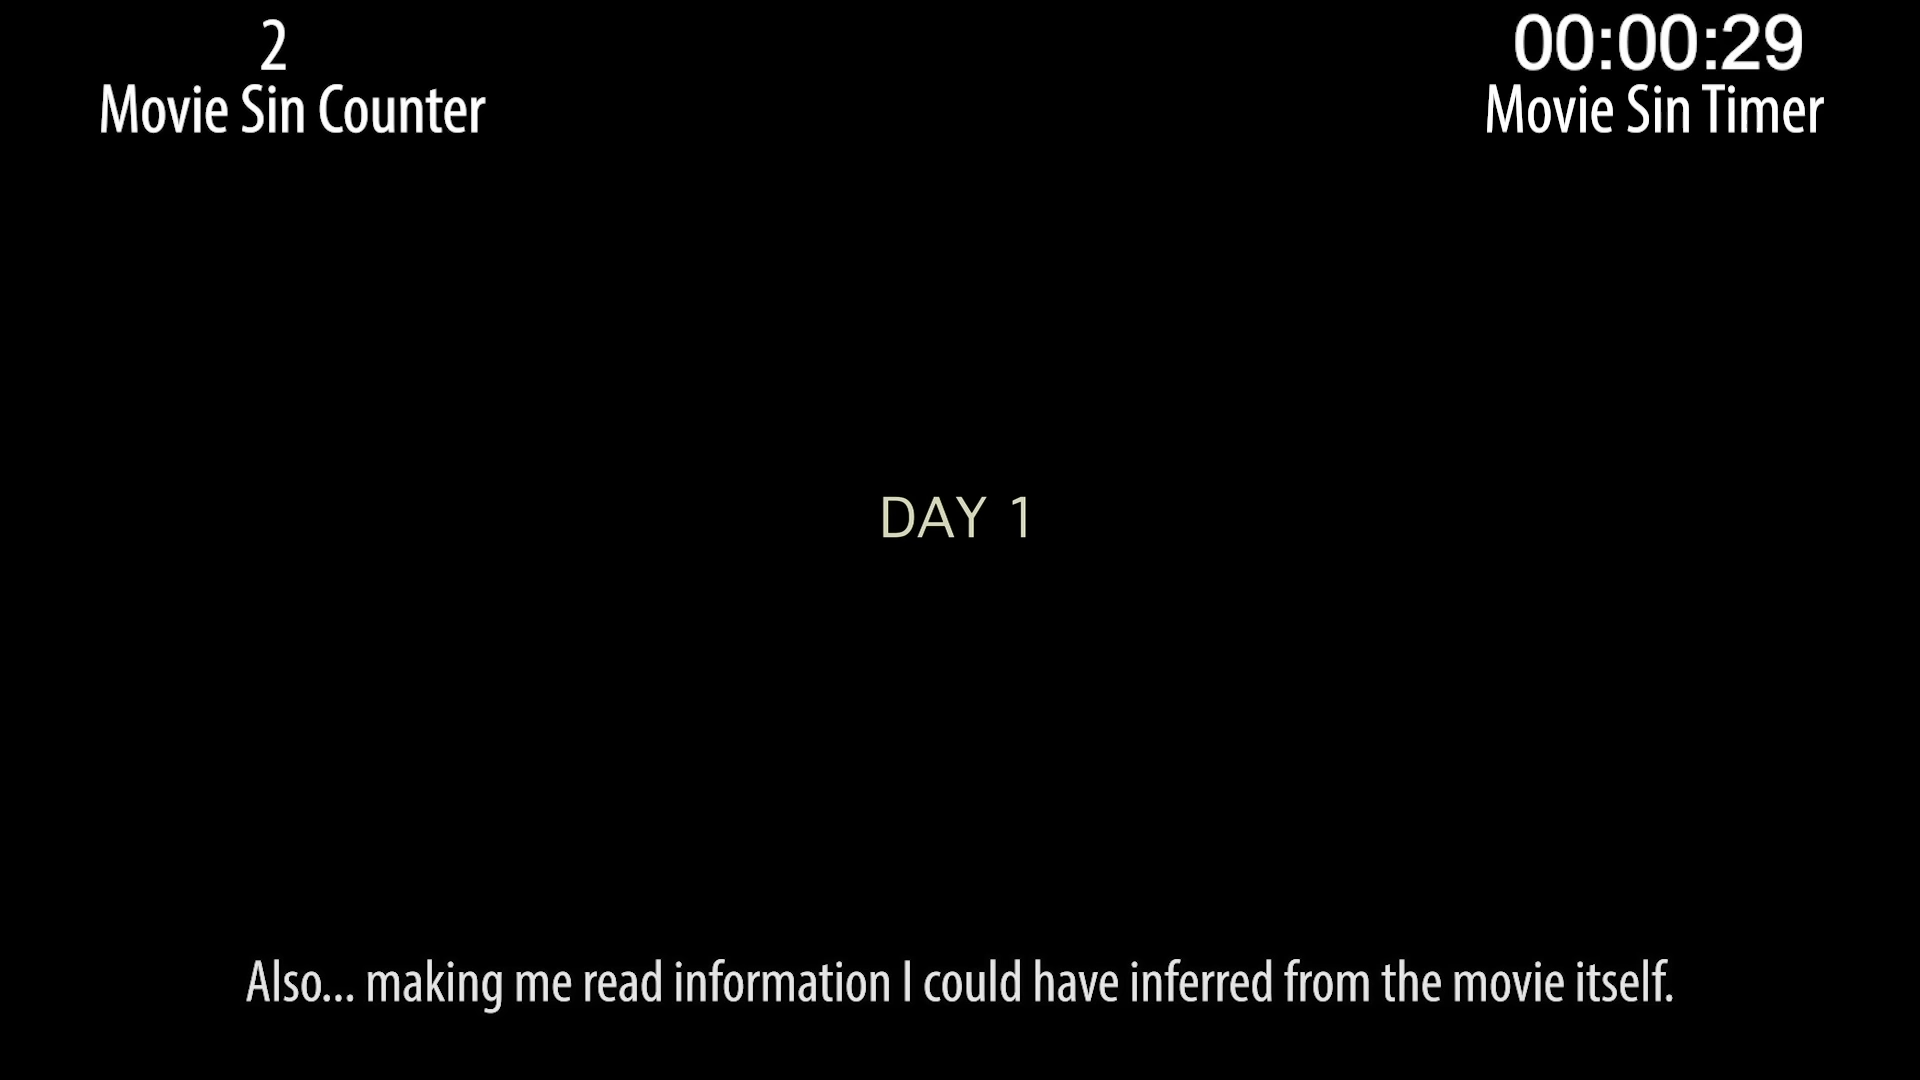 2
Movie Sin Counter
00:00:29
Movie Sin Timer
DAY 1
Also... making me read information I could have inferred from the movie itself.